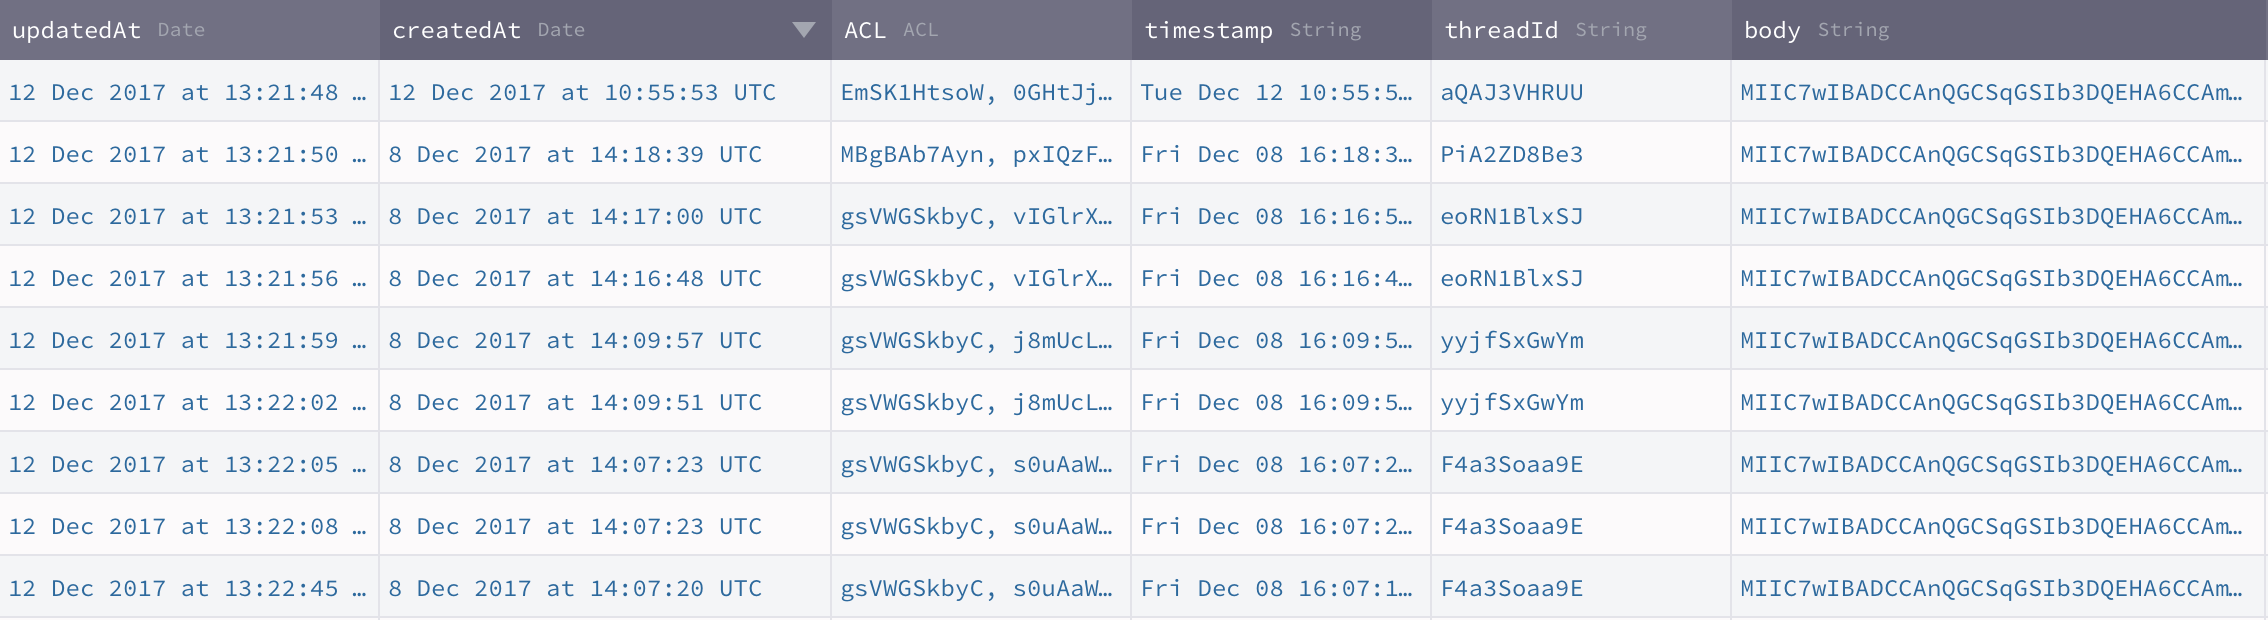 updatedAt Date createdAt Date ACL ACL timestamp String threadId String body String
12 Dec 2017 at 13:21:48 … 12 Dec 2017 at 10:55:53 UTC EmSK1HtsoW, 0GHtJj… Tue Dec 12 10:55:5… aQAJ3VHRUU MIIC7wIBADCCAnQGCSqGSIb3DQEHA6CCAm…
12 Dec 2017 at 13:21:50 … 8 Dec 2017 at 14:18:39 UTC MBgBAb7Ayn, pxIQzF… Fri Dec 08 16:18:3… PiA2ZD8Be3 MIIC7wIBADCCAnQGCSqGSIb3DQEHA6CCAm…
12 Dec 2017 at 13:21:53 … 8 Dec 2017 at 14:17:00 UTC gsVWGSkbyC, vIGlrX… Fri Dec 08 16:16:5… eoRN1BlxSJ MIIC7wIBADCCAnQGCSqGSIb3DQEHA6CCAm…
12 Dec 2017 at 13:21:56 … 8 Dec 2017 at 14:16:48 UTC gsVWGSkbyC, vIGlrX… Fri Dec 08 16:16:4… eoRN1BlxSJ MIIC7wIBADCCAnQGCSqGSIb3DQEHA6CCAm…
12 Dec 2017 at 13:21:59 … 8 Dec 2017 at 14:09:57 UTC gsVWGSkbyC, j8mUcL… Fri Dec 08 16:09:5… yyjfSxGwYm MIIC7wIBADCCAnQGCSqGSIb3DQEHA6CCAm…
12 Dec 2017 at 13:22:02 … 8 Dec 2017 at 14:09:51 UTC gsVWGSkbyC, j8mUcL… Fri Dec 08 16:09:5… yyjfSxGwYm MIIC7wIBADCCAnQGCSqGSIb3DQEHA6CCAm…
12 Dec 2017 at 13:22:05 … 8 Dec 2017 at 14:07:23 UTC gsVWGSkbyC, s0uAaW… Fri Dec 08 16:07:2… F4a3Soaa9E MIIC7wIBADCCAnQGCSqGSIb3DQEHA6CCAm…
12 Dec 2017 at 13:22:08 … 8 Dec 2017 at 14:07:23 UTC gsVWGSkbyC, s0uAaW… Fri Dec 08 16:07:2… F4a3Soaa9E MIIC7wIBADCCAnQGCSqGSIb3DQEHA6CCAm…
12 Dec 2017 at 13:22:45 … 8 Dec 2017 at 14:07:20 UTC gsVWGSkbyC, s0uAaW… Fri Dec 08 16:07:1… F4a3Soaa9E MIIC7wIBADCCAnQGCSqGSIb3DQEHA6CCAm…